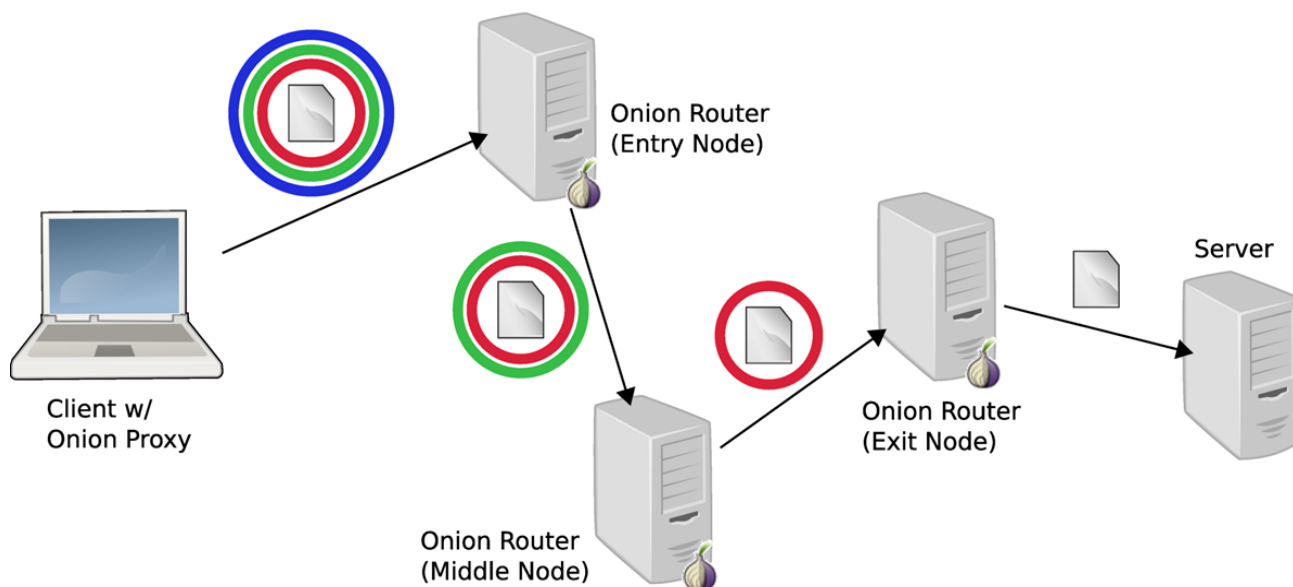 Onion Router
(Entry Node)
Server
Client w/
Onion Proxy
Onion Router
(Exit Node)
Onion Router
(Middle Node)